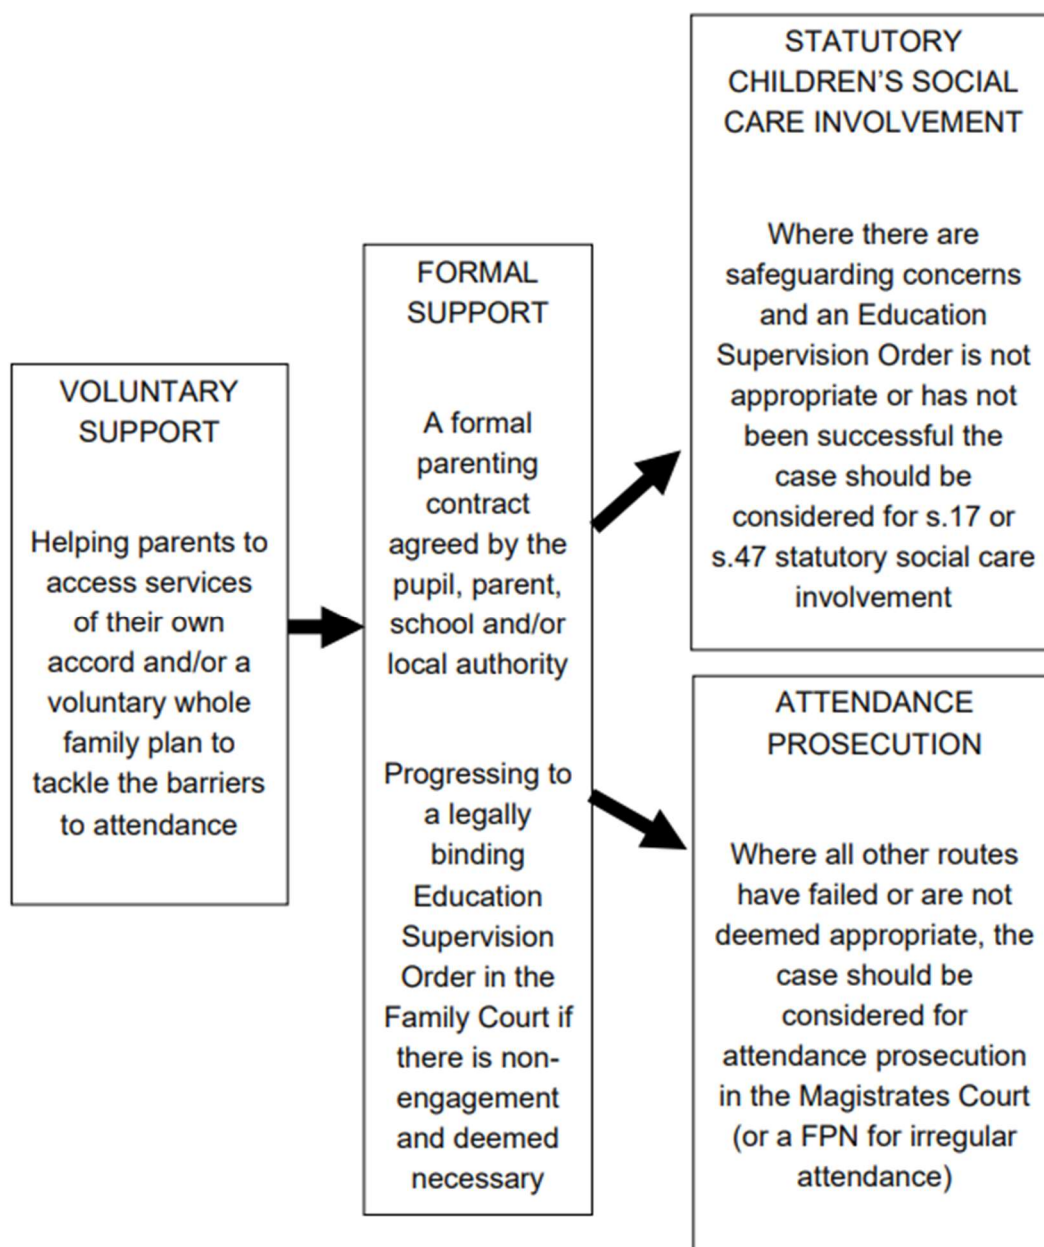 VOLUNTARY
SUPPORT
Helping parents to
access services
of their own
accord and/or a
voluntary whole
family plan to
tackle the barriers
to attendance
FORMAL
SUPPORT
A formal
parenting
contract
agreed by the
pupil, parent,
school and/or
local authority
Progressing to
a legally
binding
Education
Supervision
Order in the
Family Court if
there is non-
engagement
and deemed
necessary
STATUTORY
CHILDREN’S SOCIAL
CARE INVOLVEMENT
Where there are
safeguarding concerns
and an Education
Supervision Order is not
appropriate or has not
been successful the
case should be
considered for s.17 or
s.47 statutory social care
involvement
ATTENDANCE
PROSECUTION
Where all other routes
have failed or are not
deemed appropriate, the
case should be
considered for
attendance prosecution
in the Magistrates Court
(or a FPN for irregular
attendance)